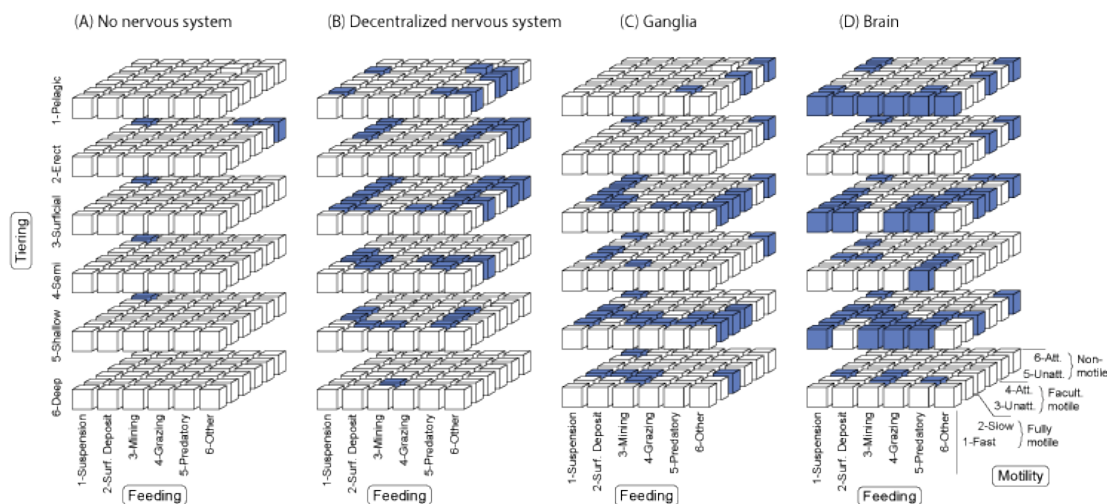 (A) No nervous system
(B) Decentralized nervous system
(C) Ganglia
(D) Brain
Tiering
1-Pelagic
2-Erect
3-Surficial
4-Semi
5-Shallow
6-Deep
1-Suspension
2-Surf. Deposit
3-Mining
4-Grazing
5-Predatory
6-Other
Feeding
1-Suspension
2-Surf. Deposit
3-Mining
4-Grazing
5-Predatory
6-Other
Feeding
1-Suspension
2-Surf. Deposit
3-Mining
4-Grazing
5-Predatory
6-Other
Feeding
1-Suspension
2-Surf. Deposit
3-Mining
4-Grazing
5-Predatory
6-Other
Feeding
6-Att.
5-Unatt.
Non-
motile
4-Att.
3-Unatt.
Facult.
motile
2-Slow
1-Fast
Fully
motile
Motility